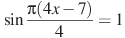 sin π(4x − 7)/4 = 1